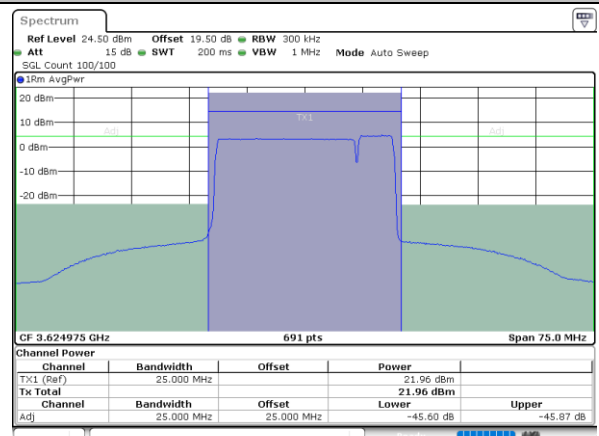 Spectrum
Ref Level 24.50 dBm Offset 19.50 dB RBW 300 kHz
Att 15 dB SWT 200 ms VBW 1 MHz Mode Auto Sweep
SGL Count 100/100
1Rm AvgPwr
20 dBm
TX1
10 dBm
Adj Adj
0 dBm
-10 dBm
-20 dBm
CF 3.624975 GHz 691 pts Span 75.0 MHz
Channel Power
Channel Bandwidth Offset Power
TX1 (Ref) 25.000 MHz 21.96 dBm
Tx Total 21.96 dBm
Channel Bandwidth Offset Lower Upper
Adj 25.000 MHz 25.000 MHz -45.60 dB -45.87 dB